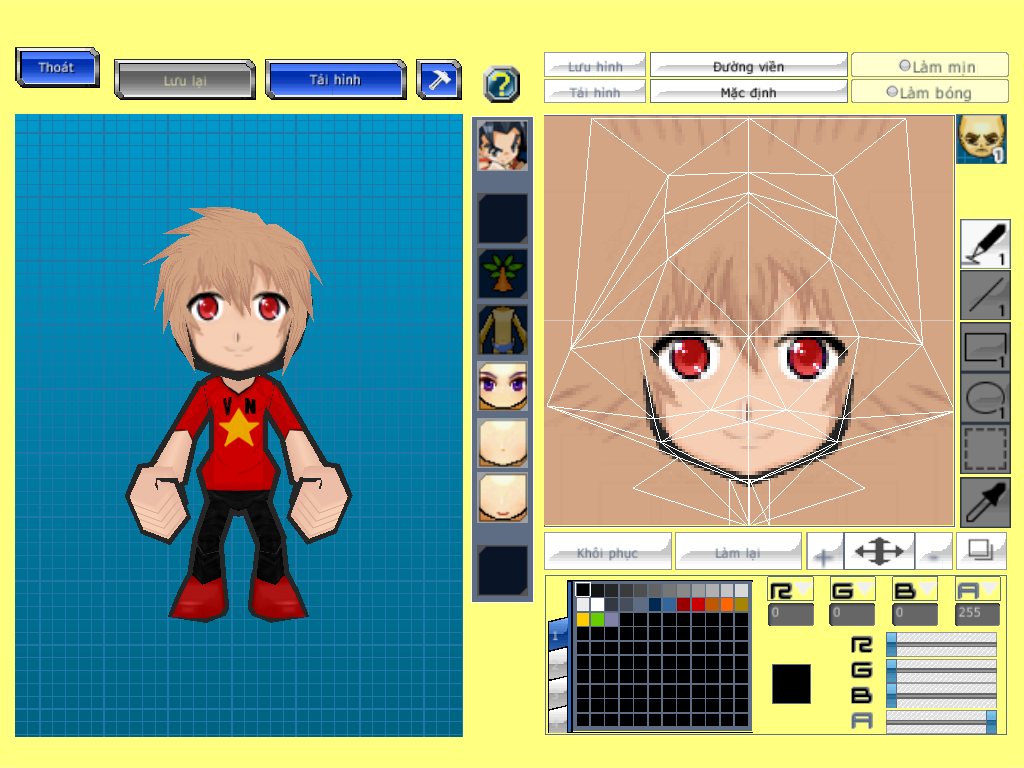 Thoát
Lưu lại
Tải hình
Lưu hình
Đường viền
Làm mịn
Tải hình
Mặc định
Làm bóng
?
1
V N
1
1
1
1
Khôi phục
Làm lại
+
-
R G B A
0 0 0 255
1
R
G
B
A